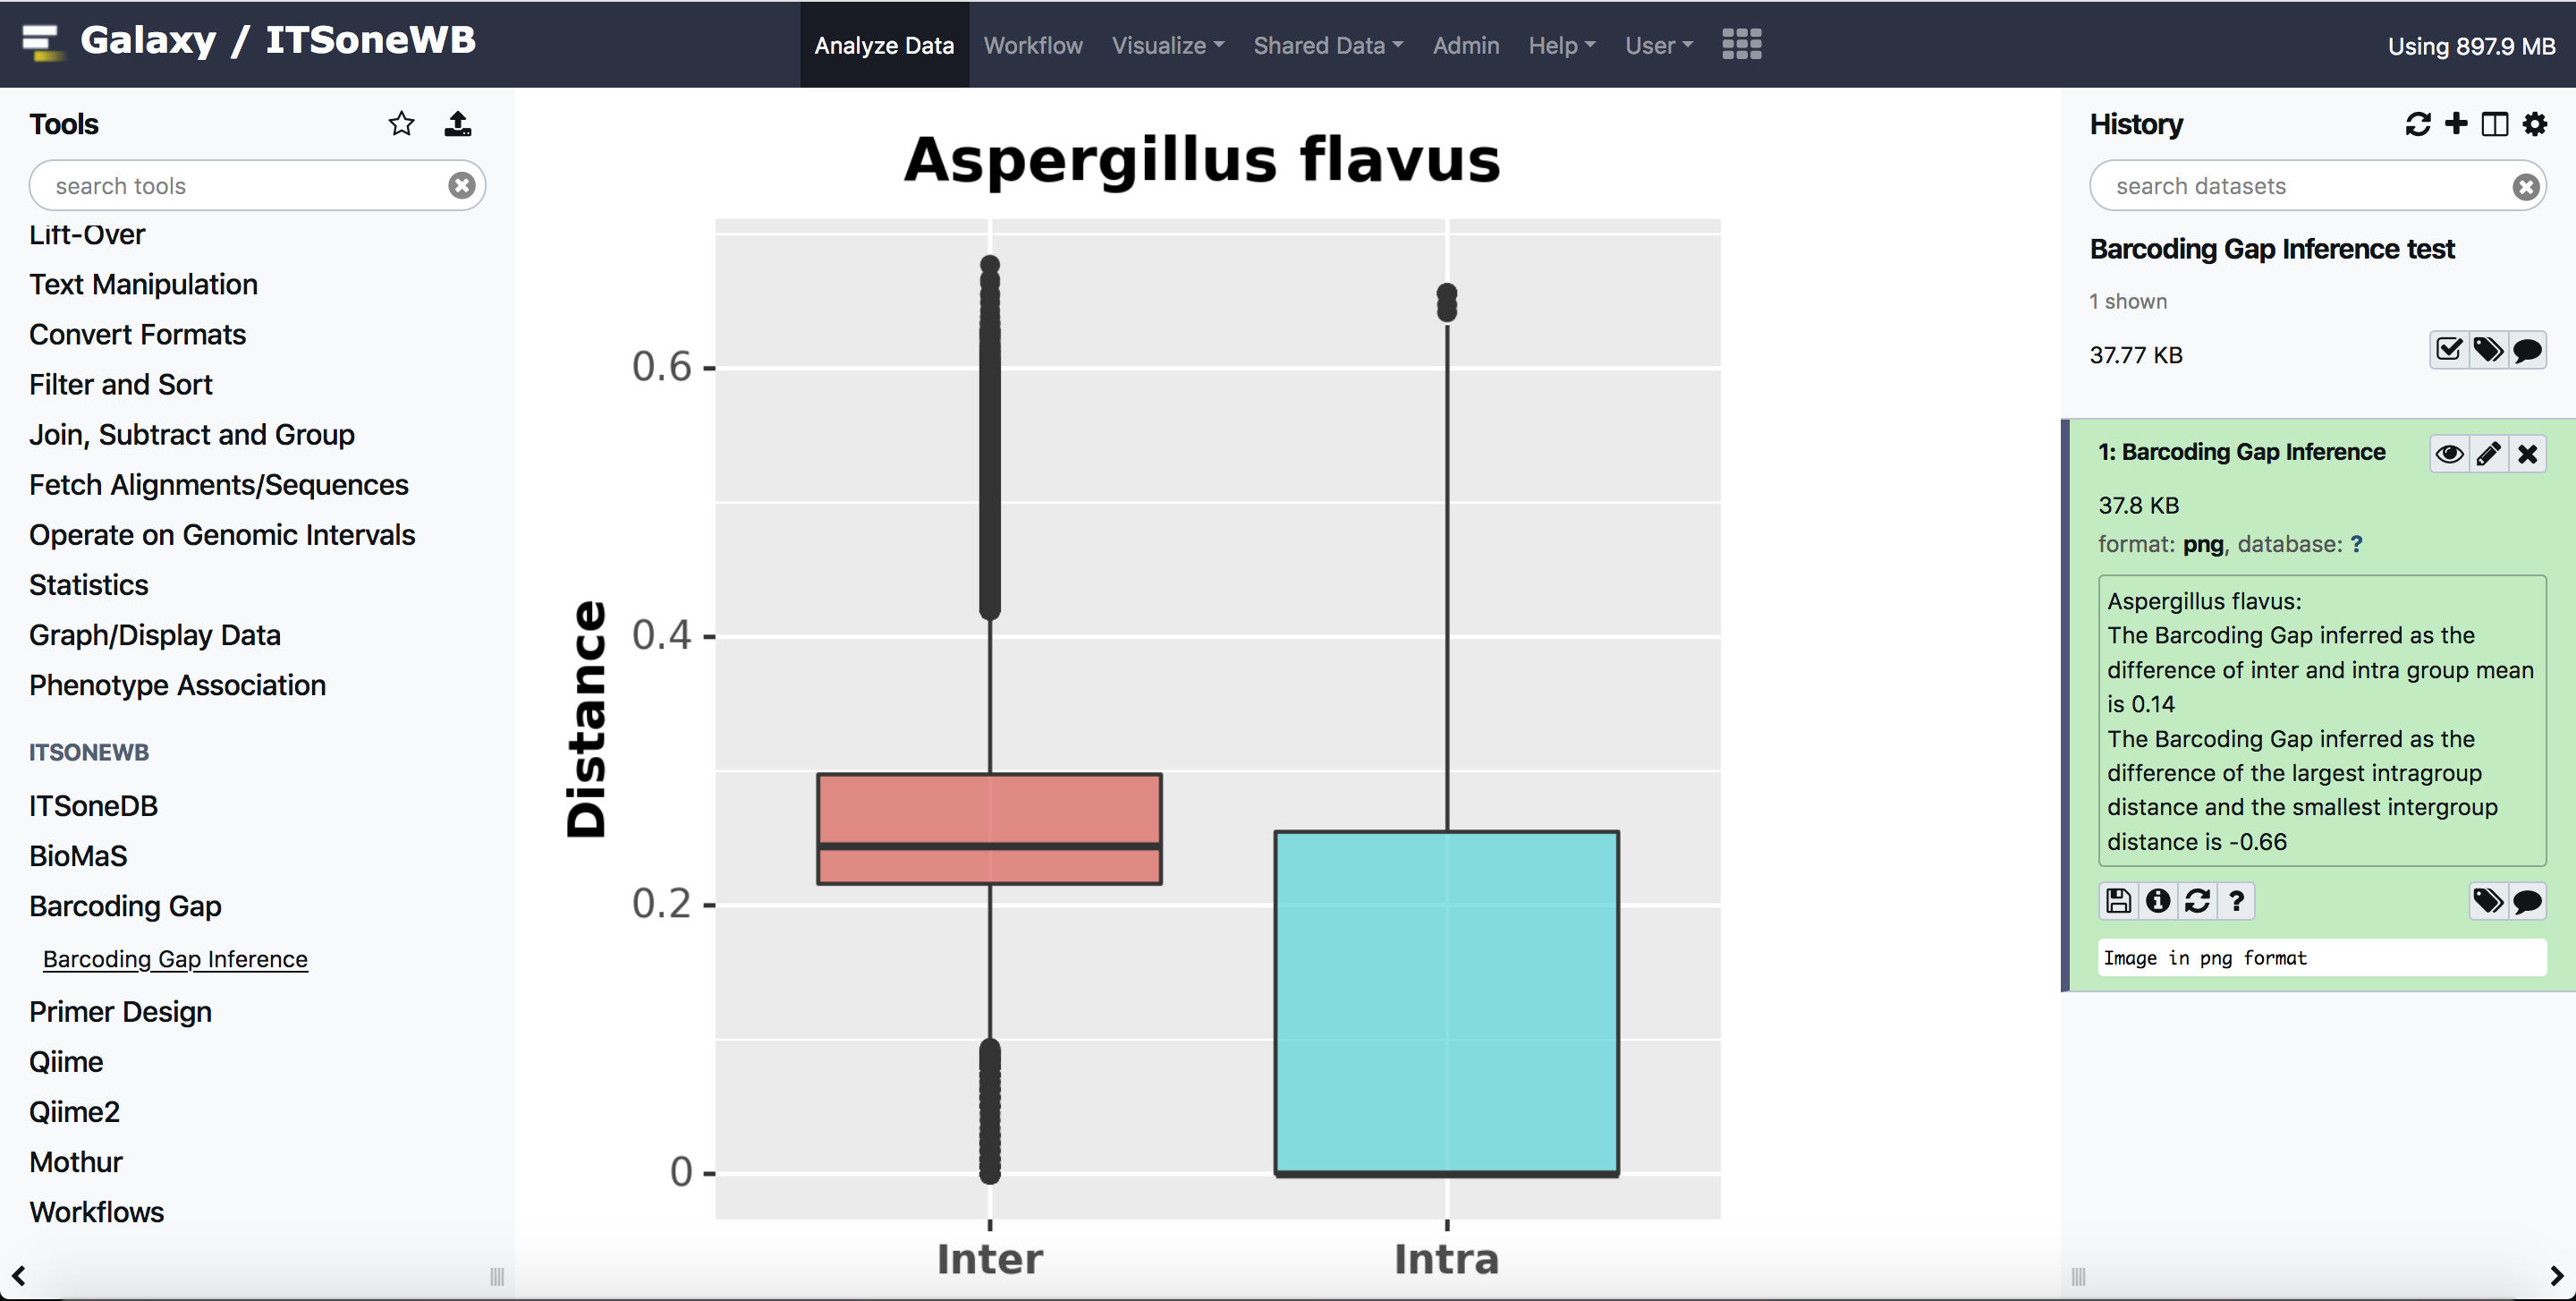 Galaxy / ITSoneWB
Analyze Data
Workflow
Visualize
Shared Data
Admin
Help
User
Using 897.9 MB
Tools
search tools
Lift-Over
Text Manipulation
Convert Formats
Filter and Sort
Join, Subtract and Group
Fetch Alignments/Sequences
Operate on Genomic Intervals
Statistics
Graph/Display Data
Phenotype Association
ITSONEWB
ITSoneDB
BioMaS
Barcoding Gap
Barcoding Gap Inference
Primer Design
Qiime
Qiime2
Mothur
Workflows
Aspergillus flavus
Distance
0.6
0.4
0.2
0
Inter
Intra
History
search datasets
Barcoding Gap Inference test
1 shown
37.77 KB
1: Barcoding Gap Inference
37.8 KB
format: png, database: ?
Aspergillus flavus:
The Barcoding Gap inferred as the
difference of inter and intra group mean
is 0.14
The Barcoding Gap inferred as the
difference of the largest intragroup
distance and the smallest intergroup
distance is -0.66
?
Image in png format